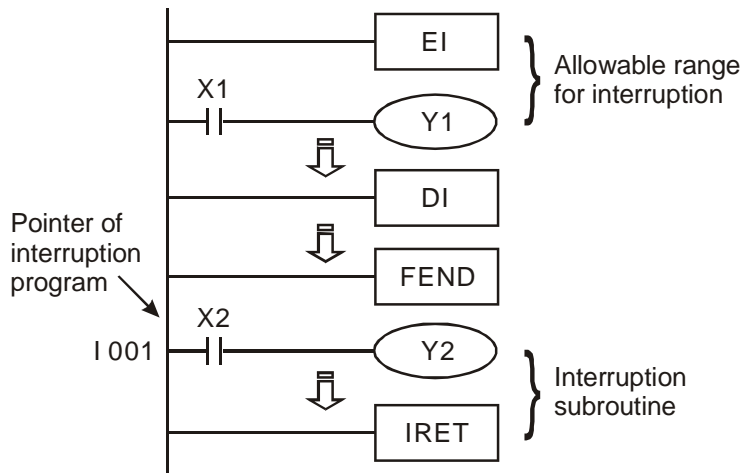 EI
Allowable range
for interruption
X1
Y1
DI
Pointer of
interruption
program
FEND
X2
I 001
Y2
Interruption
subroutine
IRET